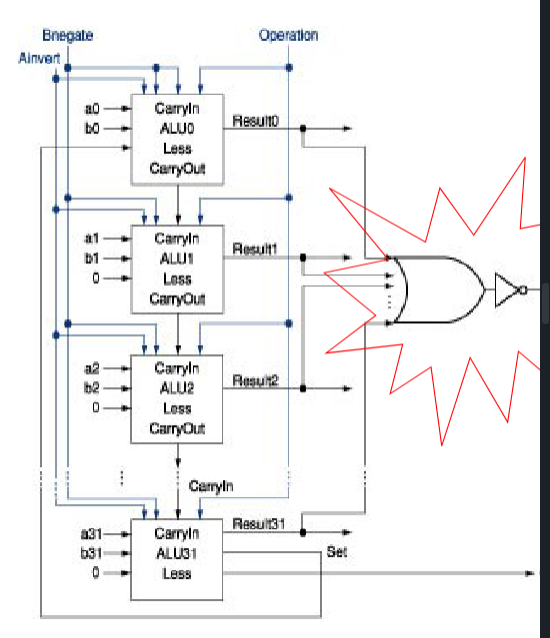 Bnegate
Operation
Ainvert
a0
CarryIn
b0
ALU0
Result0
Less
CarryOut
a1
CarryIn
b1
ALU1
Result1
0
Less
CarryOut
a2
CarryIn
b2
ALU2
Result2
0
Less
CarryOut
CarryIn
a31
CarryIn
Result31
b31
ALU31
Set
0
Less